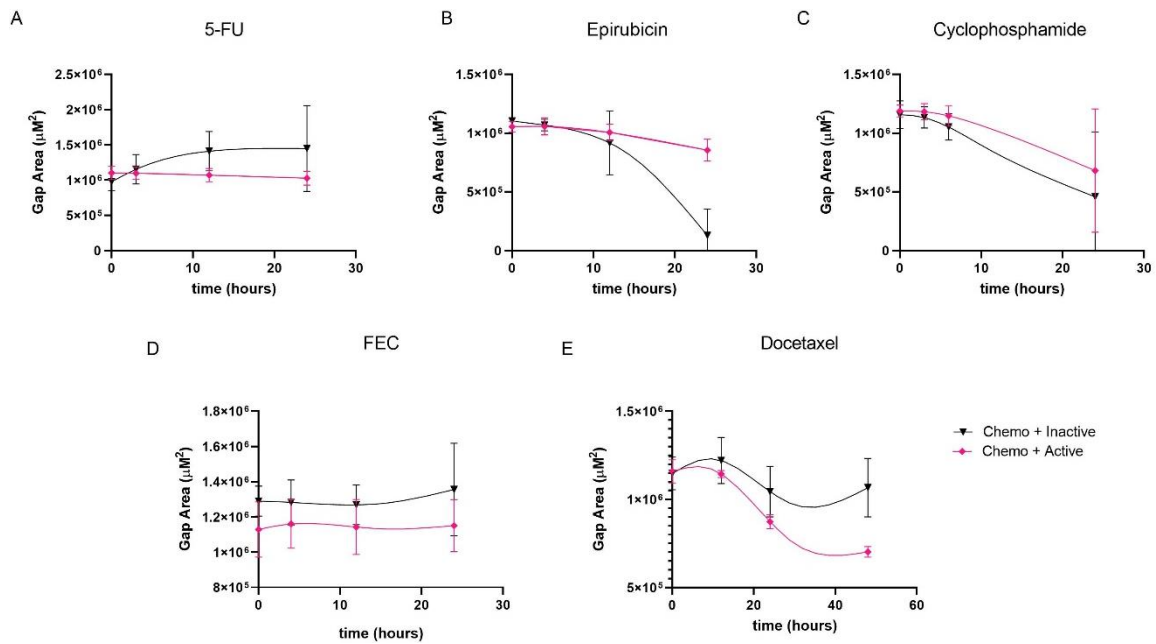 A
5-FU
2.5×10⁶
2×10⁶
1.5×10⁶
1×10⁶
5×10⁵
0
Gap Area (μM²)
0 10 20 30
time (hours)
B
Epirubicin
1.5×10⁶
1×10⁶
5×10⁵
0
Gap Area (μM²)
0 10 20 30
time (hours)
C
Cyclophosphamide
1.5×10⁶
1×10⁶
5×10⁵
0
Gap Area (μM²)
0 10 20 30
time (hours)
D
FEC
1.8×10⁶
1.6×10⁶
1.4×10⁶
1.2×10⁶
1×10⁶
8×10⁵
Gap Area (μM²)
0 10 20 30
time (hours)
E
Docetaxel
1.5×10⁶
1×10⁶
5×10⁵
Gap Area (μM²)
0 20 40 60
time (hours)
Chemo + Inactive
Chemo + Active